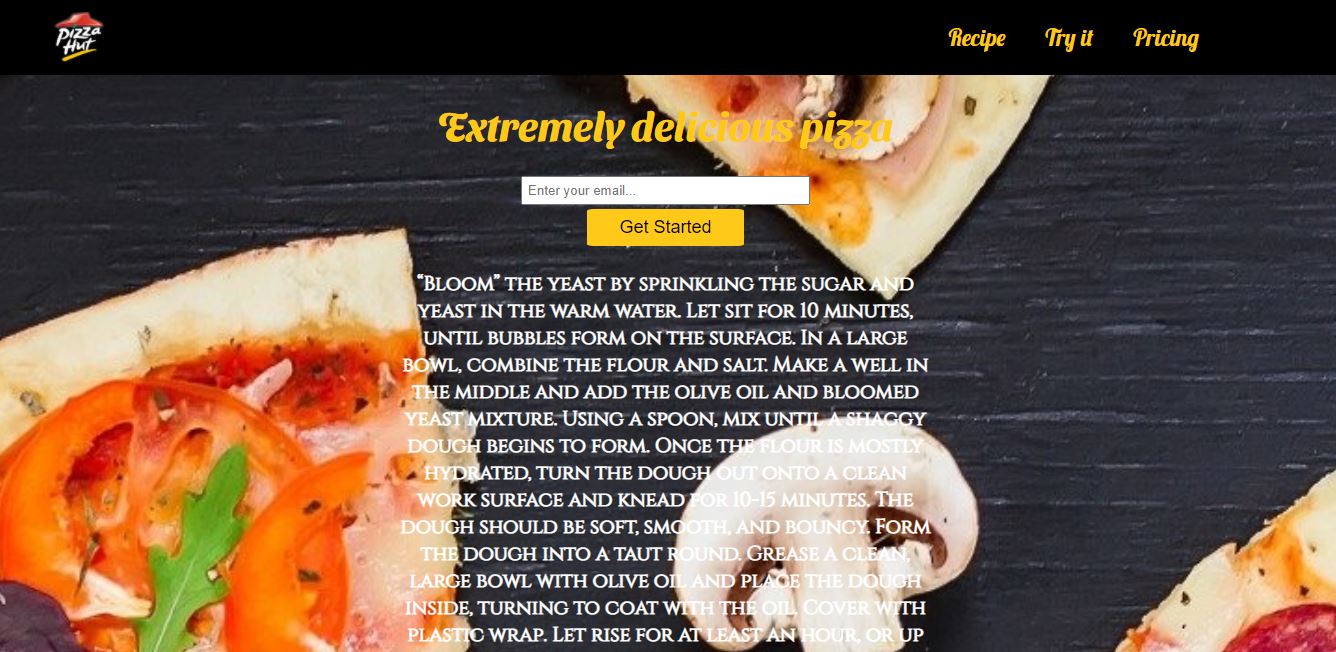 Pizza
Hut
Recipe Try it Pricing
Extremely delicious pizza
Enter your email...
Get Started
“Bloom” the yeast by sprinkling the sugar and
yeast in the warm water. Let sit for 10 minutes,
until bubbles form on the surface. In a large
bowl, combine the flour and salt. Make a well in
the middle and add the olive oil and bloomed
yeast mixture. Using a spoon, mix until a shaggy
dough begins to form. Once the flour is mostly
hydrated, turn the dough out onto a clean
work surface and knead for 10-15 minutes. The
dough should be soft, smooth, and bouncy. Form
the dough into a taut round. Grease a clean,
large bowl with olive oil and place the dough
inside, turning to coat with the oil. Cover with
plastic wrap. Let rise for at least an hour, or up